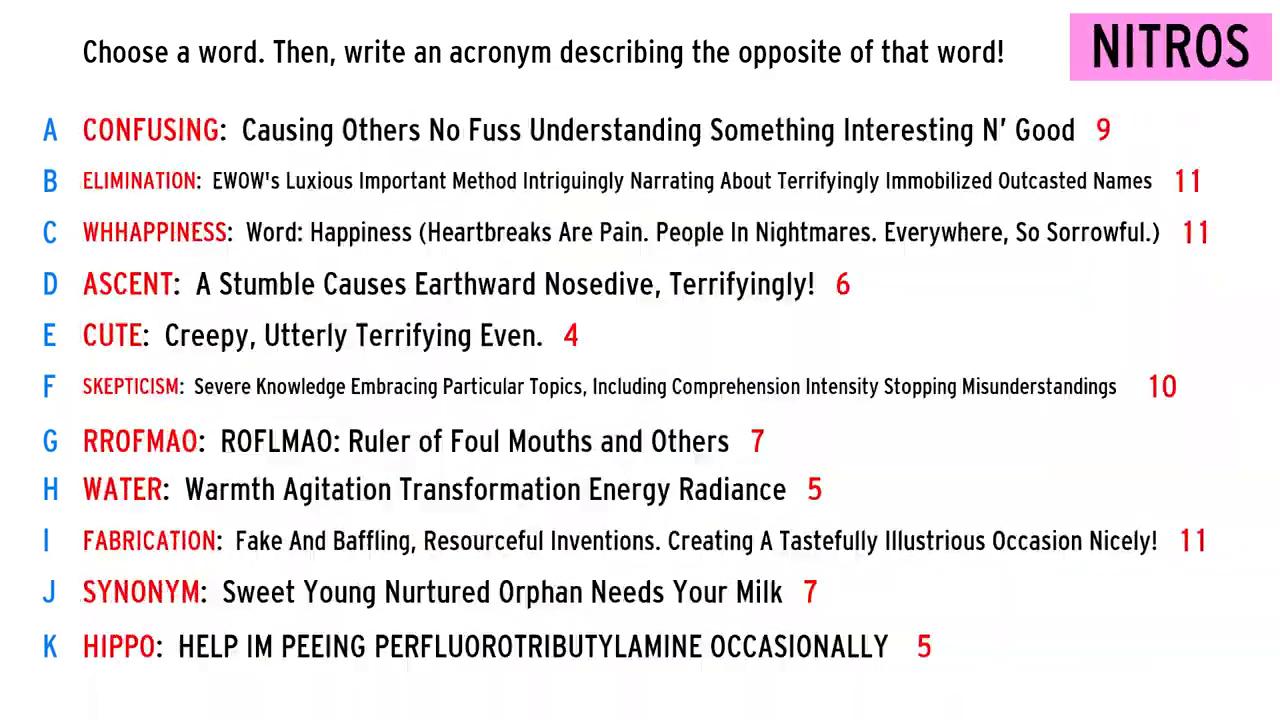 Choose a word. Then, write an acronym describing the opposite of that word!
NITROS
A CONFUSING: Causing Others No Fuss Understanding Something Interesting N' Good 9
B ELIMINATION: EWOW's Luxious Important Method Intriguingly Narrating About Terrifyingly Immobilized Outcasted Names 11
C WHHAPPINESS: Word: Happiness (Heartbreaks Are Pain. People In Nightmares. Everywhere, So Sorrowful.) 11
D ASCENT: A Stumble Causes Earthward Nosedive, Terrifyingly! 6
E CUTE: Creepy, Utterly Terrifying Even. 4
F SKEPTICISM: Severe Knowledge Embracing Particular Topics, Including Comprehension Intensity Stopping Misunderstandings 10
G RROFMAO: ROFLMAO: Ruler of Foul Mouths and Others 7
H WATER: Warmth Agitation Transformation Energy Radiance 5
I FABRICATION: Fake And Baffling, Resourceful Inventions. Creating A Tastefully Illustrious Occasion Nicely! 11
J SYNONYM: Sweet Young Nurtured Orphan Needs Your Milk 7
K HIPPO: HELP IM PEEING PERFLUOROTRIBUTYLAMINE OCCASIONALLY 5